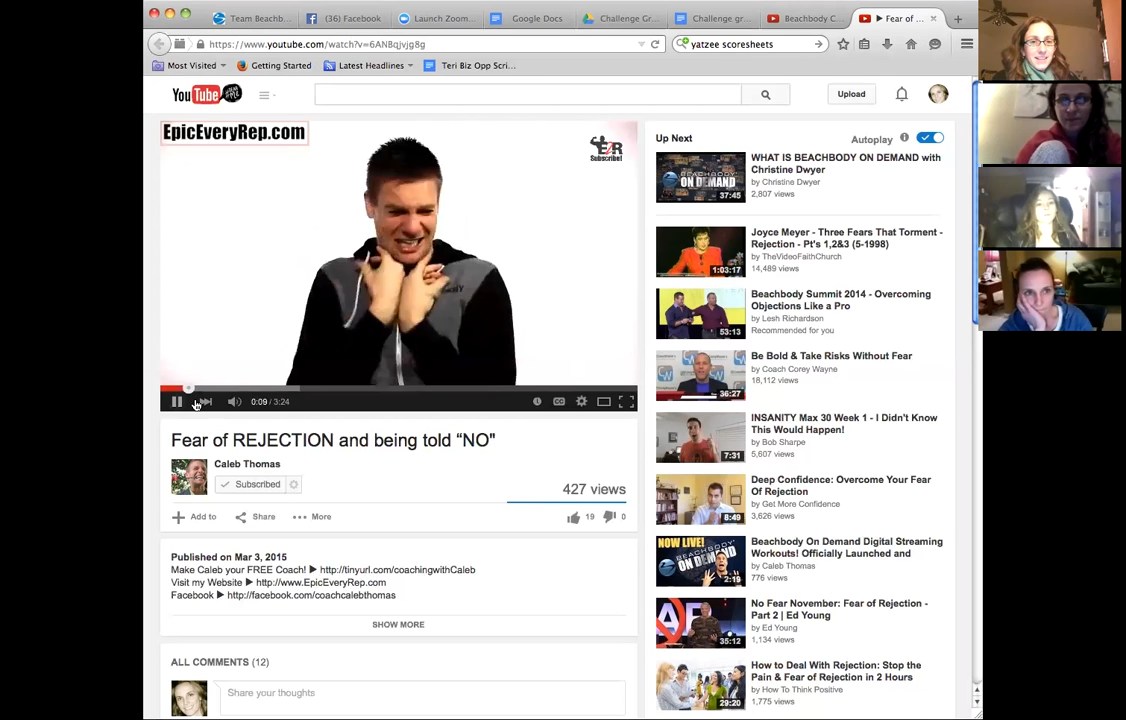 Team Beachb...
(36) Facebook
Launch Zoom...
Google Docs
Challenge Gr...
Challenge gr...
Beachbody C...
▶ Fear of ...
https://www.youtube.com/watch?v=6ANBqjvjg8g
yatzee scoresheets
Most Visited
Getting Started
Latest Headlines
Teri Biz Opp Scri...
YouTube
Upload
EpicEveryRep.com
E2R
Subscribe!
0:09 / 3:24
Fear of REJECTION and being told “NO"
Caleb Thomas
Subscribed
427 views
Add to
Share
More
19
0
Published on Mar 3, 2015
Make Caleb your FREE Coach! ▶ http://tinyurl.com/coachingwithCaleb
Visit my Website ▶ http://www.EpicEveryRep.com
Facebook ▶ http://facebook.com/coachcalebthomas
SHOW MORE
ALL COMMENTS (12)
Share your thoughts
Up Next
Autoplay
BEACHBODY
ON DEMAND
37:45
WHAT IS BEACHBODY ON DEMAND with
Christine Dwyer
by Christine Dwyer
2,807 views
1:03:17
Joyce Meyer - Three Fears That Torment -
Rejection - Pt's 1,2&3 (5-1998)
by TheVideoFaithChurch
14,489 views
53:13
Beachbody Summit 2014 - Overcoming
Objections Like a Pro
by Lesh Richardson
Recommended for you
36:27
Be Bold & Take Risks Without Fear
by Coach Corey Wayne
18,112 views
7:31
INSANITY Max 30 Week 1 - I Didn't Know
This Would Happen!
by Bob Sharpe
5,607 views
8:49
Deep Confidence: Overcome Your Fear
Of Rejection
by Get More Confidence
3,626 views
NOW LIVE!
BEACHBODY
ON DEMAND
2:19
Beachbody On Demand Digital Streaming
Workouts! Officially Launched and
by Caleb Thomas
776 views
35:12
No Fear November: Fear of Rejection -
Part 2 | Ed Young
by Ed Young
1,134 views
29:20
How to Deal With Rejection: Stop the
Pain & Fear of Rejection in 2 Hours
by How To Think Positive
1,775 views